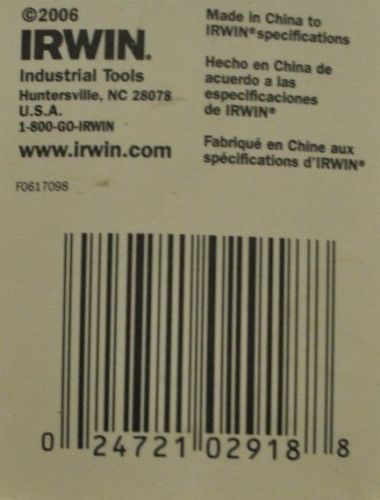 ©2006
IRWIN®
Industrial Tools
Huntersville, NC 28078
U.S.A.
1-800-GO-IRWIN
www.irwin.com
F0617098
Made in China to
IRWIN® specifications
Hecho en China de
acuerdo a las
especificaciones
de IRWIN®
Fabriqué en Chine aux
spécifications d'IRWIN®
0 24721 02918 8